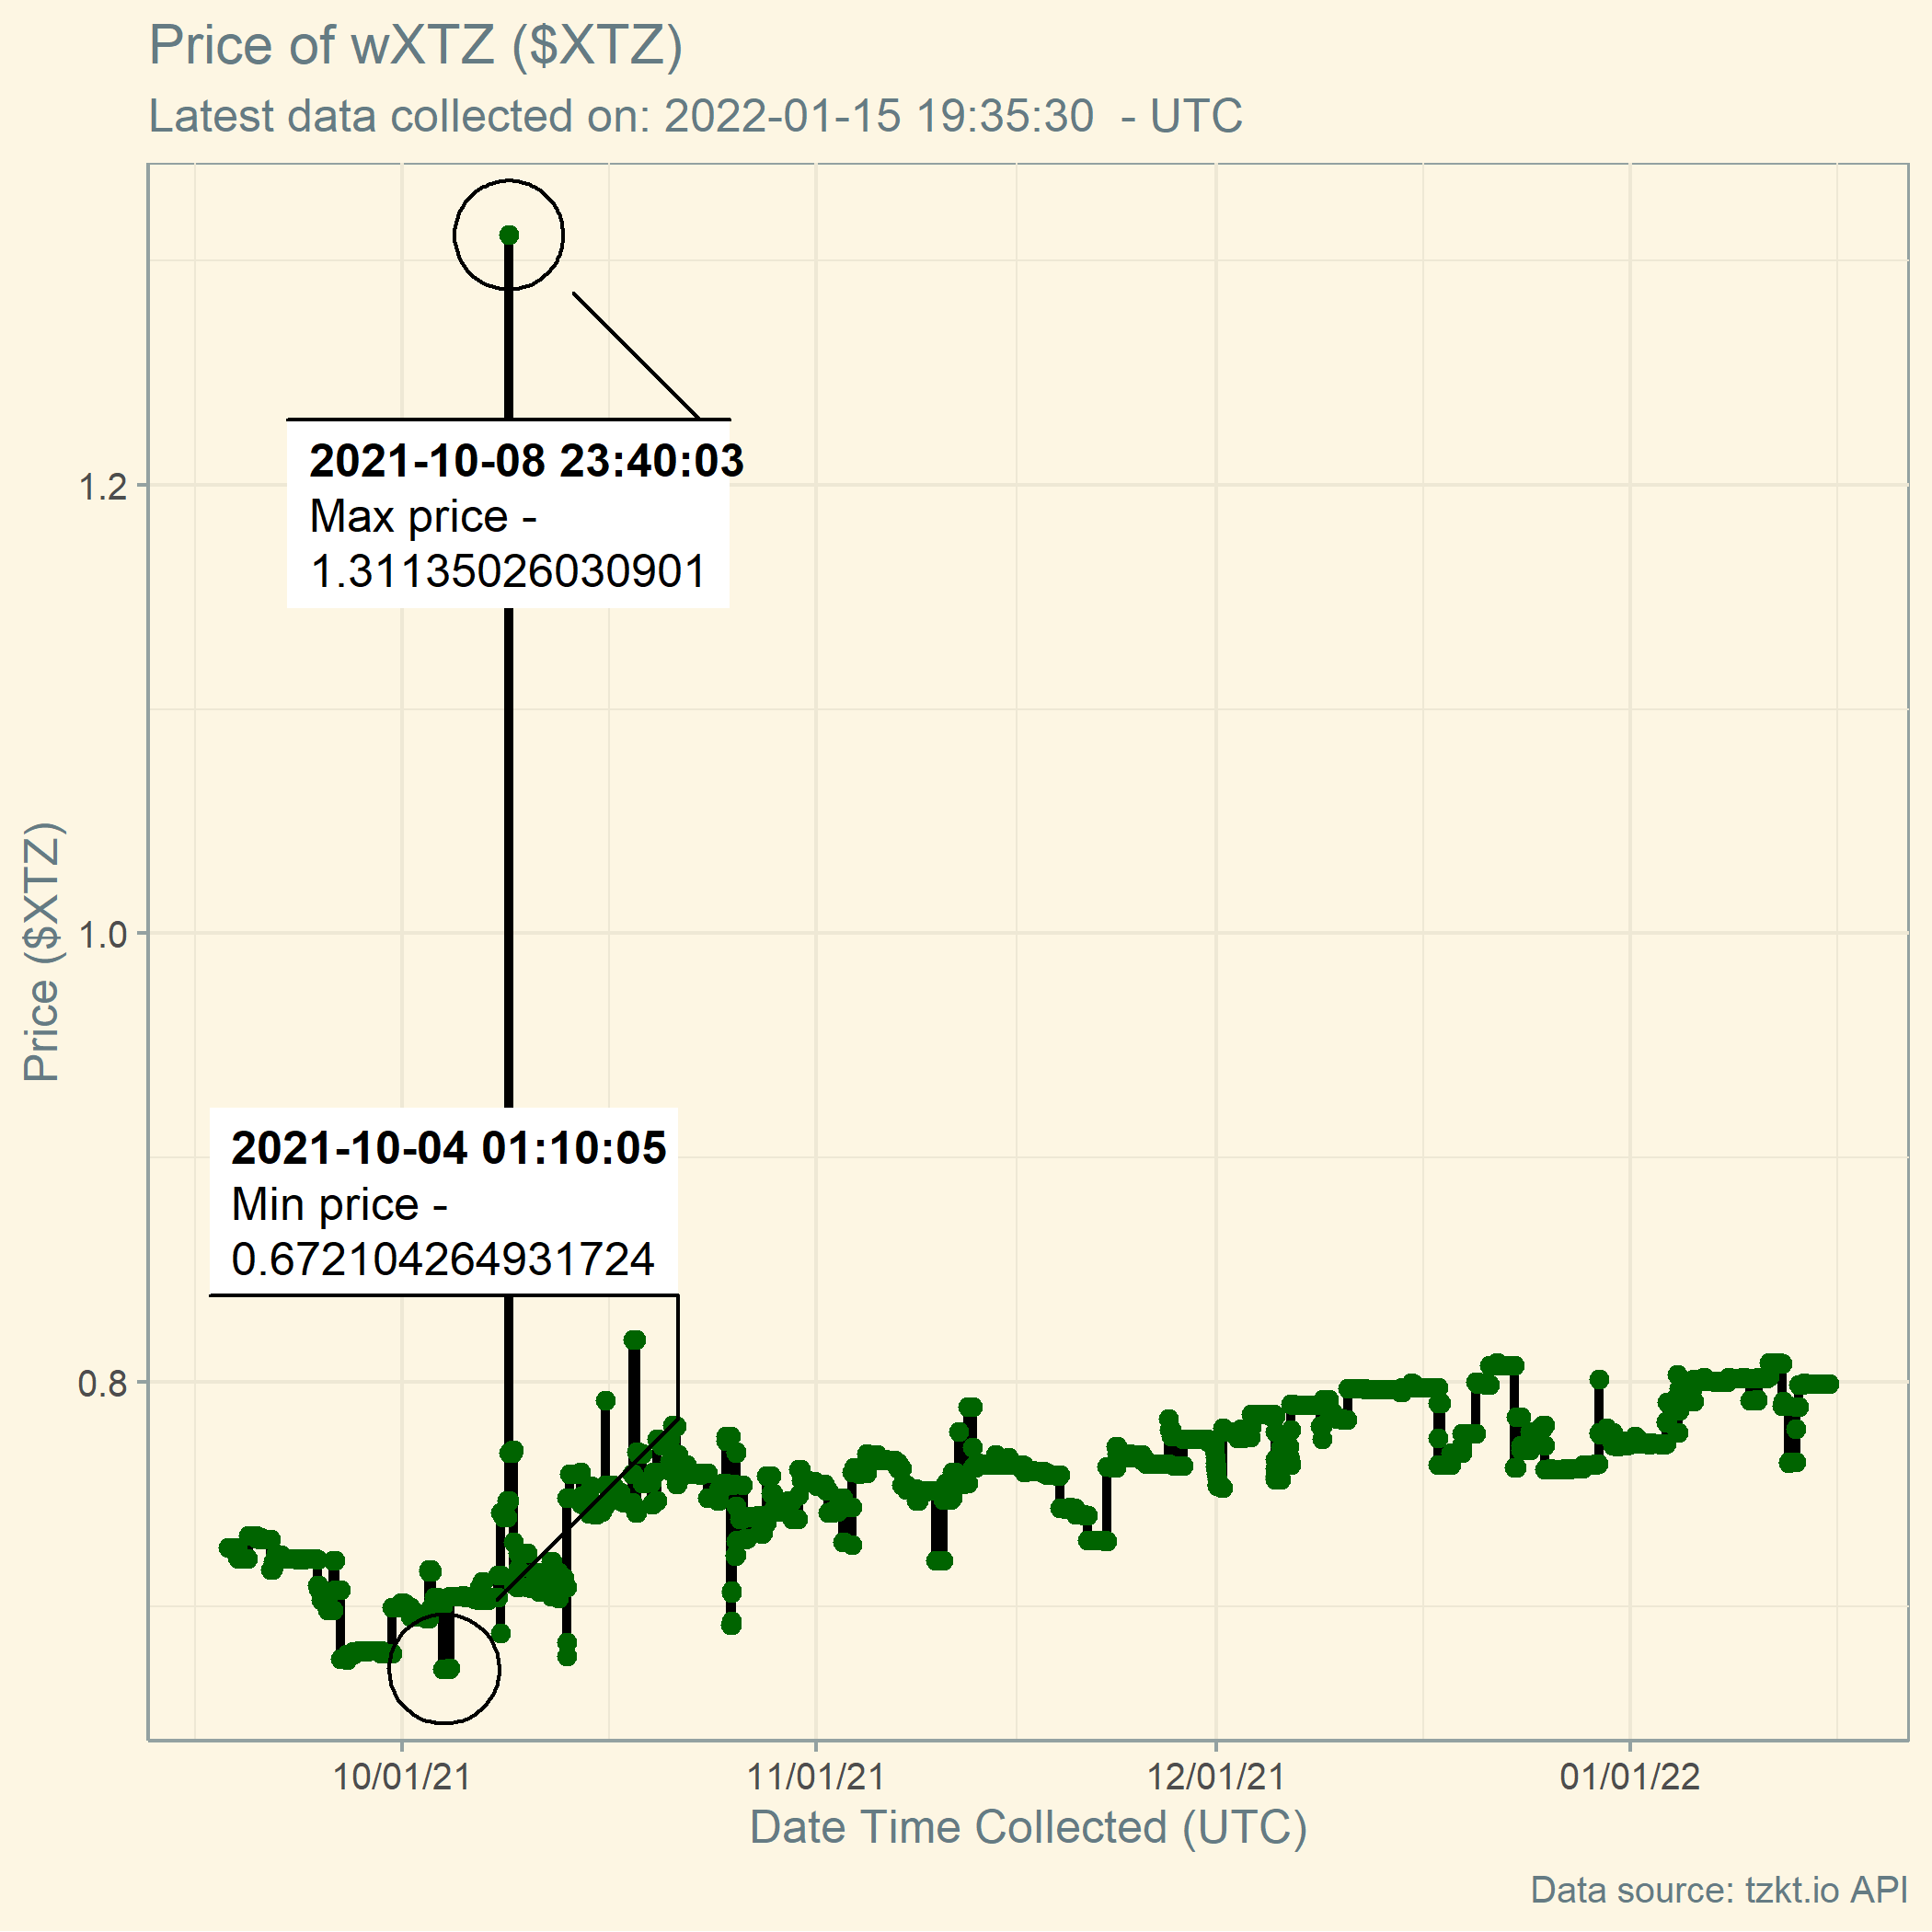 Price of wXTZ ($XTZ)
Latest data collected on: 2022-01-15 19:35:30  - UTC
2021-10-08 23:40:03
Max price -
1.31135026030901
1.2
1.0
Price ($XTZ)
2021-10-04 01:10:05
Min price -
0.672104264931724
0.8
10/01/21
11/01/21
12/01/21
01/01/22
Date Time Collected (UTC)
Data source: tzkt.io API